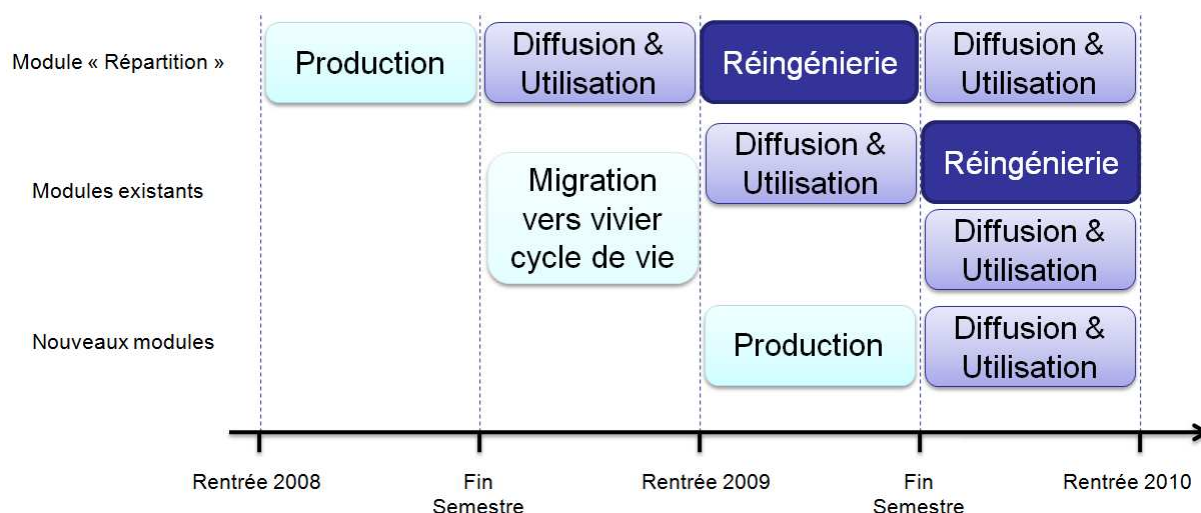 Module « Répartition »
Production
Diffusion &
Utilisation
Réingénierie
Diffusion &
Utilisation
Modules existants
Migration
vers vivier
cycle de vie
Diffusion &
Utilisation
Réingénierie
Diffusion &
Utilisation
Nouveaux modules
Production
Diffusion &
Utilisation
Rentrée 2008
Fin
Semestre
Rentrée 2009
Fin
Semestre
Rentrée 2010